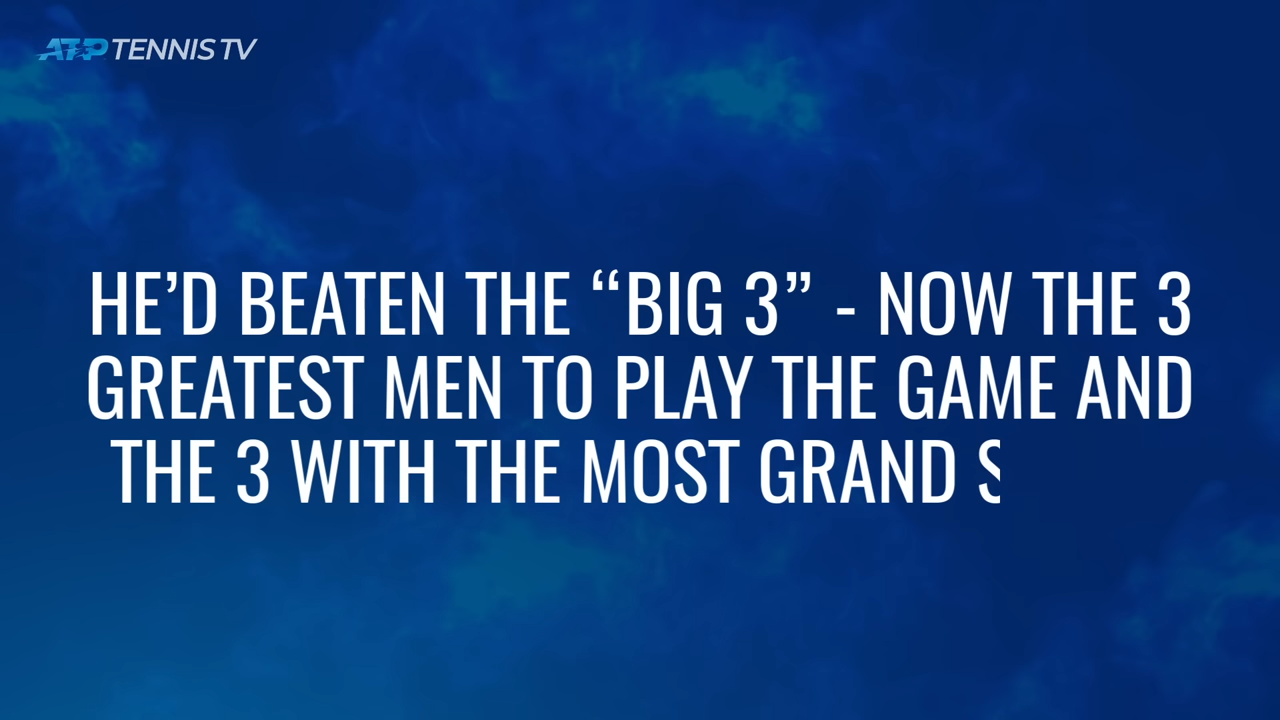 ATP TENNIS TV
HE’D BEATEN THE “BIG 3” - NOW THE 3
GREATEST MEN TO PLAY THE GAME AND
THE 3 WITH THE MOST GRAND S